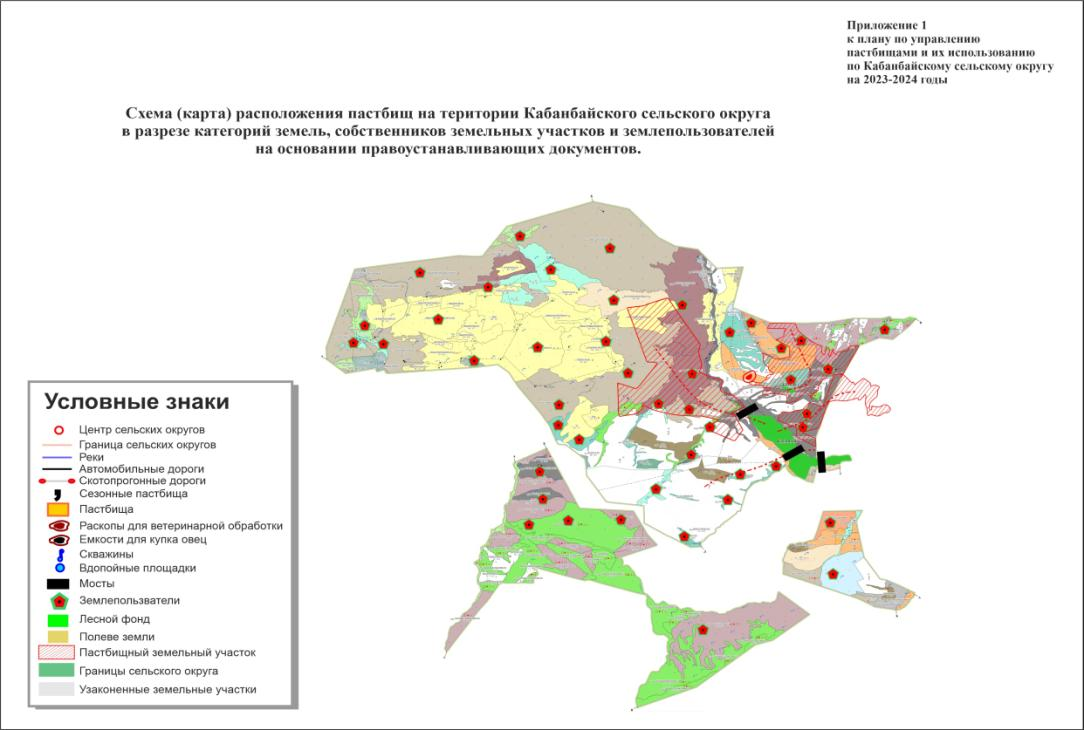 Приложение 1
к плану по управлению
пастбищами и их использованию
по Кабанбайскому сельскому округу
на 2023-2024 годы
Схема (карта) расположения пастбищ на територии Кабанбайского сельского округа
в разрезе категорий земель, собственников земельных участков и землепользователей
на основании правоустанавливающих документов.
Условные знаки
Центр сельских округов
Граница сельских округов
Реки
Автомобильные дороги
Скотопрогонные дороги
Сезонные пастбища
Пастбища
Расколы для ветеринарной обработки
Емкости для купка овец
Скважины
Вдопойные площадки
Мосты
Землепользватели
Лесной фонд
Полеве земли
Пастбищный земельный участок
Границы сельского округа
Узаконенные земельные участки